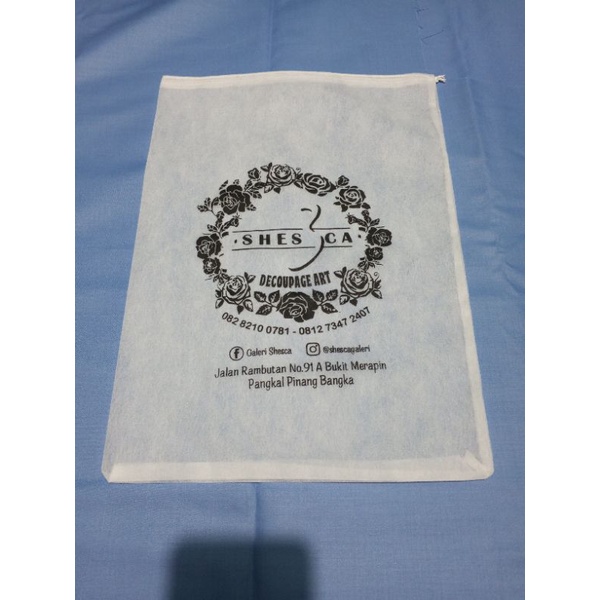 · SHES CA ·
DECOUPAGE ART
082 8210 0781 - 0812 7347 2407
Galeri Shesca @shescagaleri
Jalan Rambutan No.91 A Bukit Merapin
Pangkal Pinang Bangka